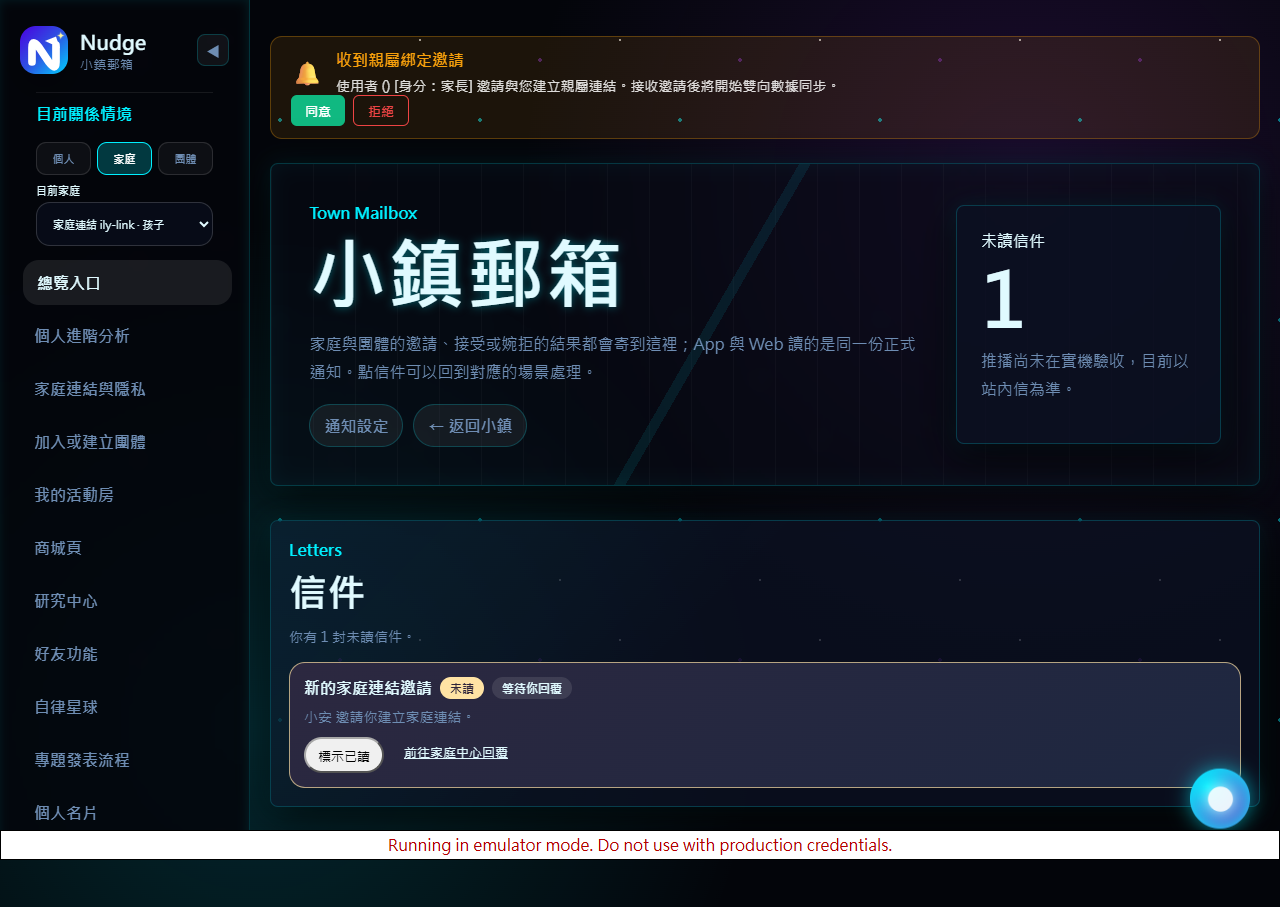 Nudge
小鎮郵箱
◀
目前關係情境
個人
家庭
團體
目前家庭
家庭連結 ily-link · 孩子
總覽入口
個人進階分析
家庭連結與隱私
加入或建立團體
我的活動房
商城頁
研究中心
好友功能
自律星球
專題發表流程
個人名片
收到親屬綁定邀請
使用者 () [身分：家長] 邀請與您建立親屬連結。接收邀請後將開始雙向數據同步。
同意
拒絕
Town Mailbox
小鎮郵箱
家庭與團體的邀請、接受或婉拒的結果都會寄到這裡；App 與 Web 讀的是同一份正式
通知。點信件可以回到對應的場景處理。
通知設定
← 返回小鎮
未讀信件
1
推播尚未在實機驗收，目前以
站內信為準。
Letters
信件
你有 1 封未讀信件。
新的家庭連結邀請
未讀
等待你回覆
小安 邀請你建立家庭連結。
標示已讀
前往家庭中心回覆
Running in emulator mode. Do not use with production credentials.